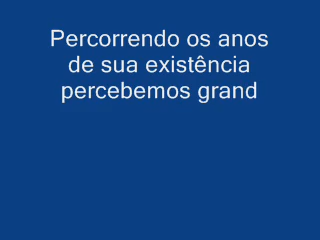 Percorrendo os anos
de sua existência
percebemos grand